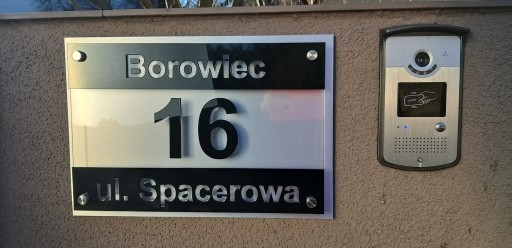 Borowiec
16
ul. Spacerowa